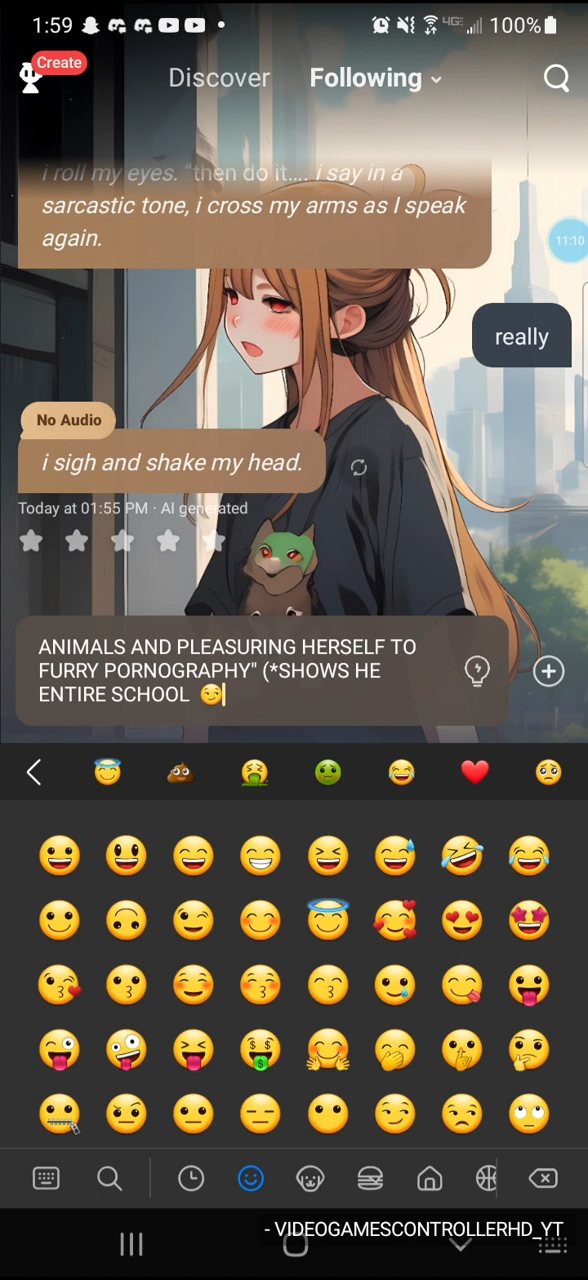 1:59
4G
100%
Create
Discover
Following
i roll my eyes. "then do it.... i say in a
sarcastic tone, i cross my arms as I speak
again.
11:10
really
No Audio
i sigh and shake my head.
Today at 01:55 PM · AI generated
ANIMALS AND PLEASURING HERSELF TO
FURRY PORNOGRAPHY" (*SHOWS HE
ENTIRE SCHOOL 😏
- VIDEOGAMESCONTROLLERHD_YT